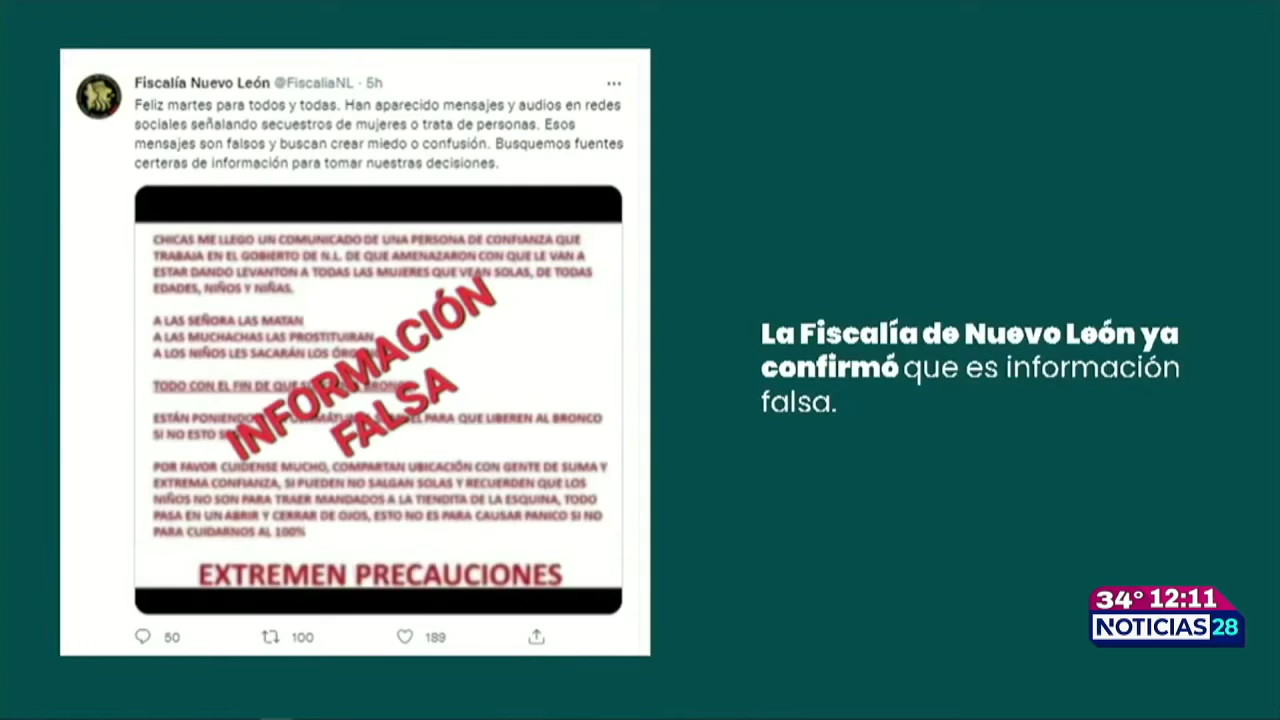 Fiscalía Nuevo León @FiscaliaNL · 5h
Feliz martes para todos y todas. Han aparecido mensajes y audios en redes
sociales señalando secuestros de mujeres o trata de personas. Esos
mensajes son falsos y buscan crear miedo o confusión. Busquemos fuentes
certeras de información para tomar nuestras decisiones.
CHICAS ME LLEGO UN COMUNICADO DE UNA PERSONA DE CONFIANZA QUE
TRABAJA EN EL GOBIERTO DE N.L. DE QUE AMENAZARON CON QUE LE VAN A
ESTAR DANDO LEVANTON A TODAS LAS MUJERES QUE VEAN SOLAS, DE TODAS
EDADES, NIÑOS Y NIÑAS.
A LAS SEÑORA LAS MATAN
A LAS MUCHACHAS LAS PROSTITUIRAN
A LOS NIÑOS LES SACARÁN LOS
TODO CON EL FIN DE QUE
ESTÁN PONIENDO PARA QUE LIBEREN AL BRONCO
SI NO ESTO
INFORMACIÓN
FALSA
POR FAVOR CUIDENSE MUCHO, COMPARTAN UBICACIÓN CON GENTE DE SUMA Y
EXTREMA CONFIANZA, SI PUEDEN NO SALGAN SOLAS Y RECUERDEN QUE LOS
NIÑOS NO SON PARA TRAER MANDADOS A LA TIENDITA DE LA ESQUINA, TODO
PASA EN UN ABRIR Y CERRAR DE OJOS, ESTO NO ES PARA CAUSAR PANICO SI NO
PARA CUIDARNOS AL 100%
EXTREMEN PRECAUCIONES
50 100 189
La Fiscalía de Nuevo León ya
confirmó que es información
falsa.
34° 12:11
NOTICIAS 28